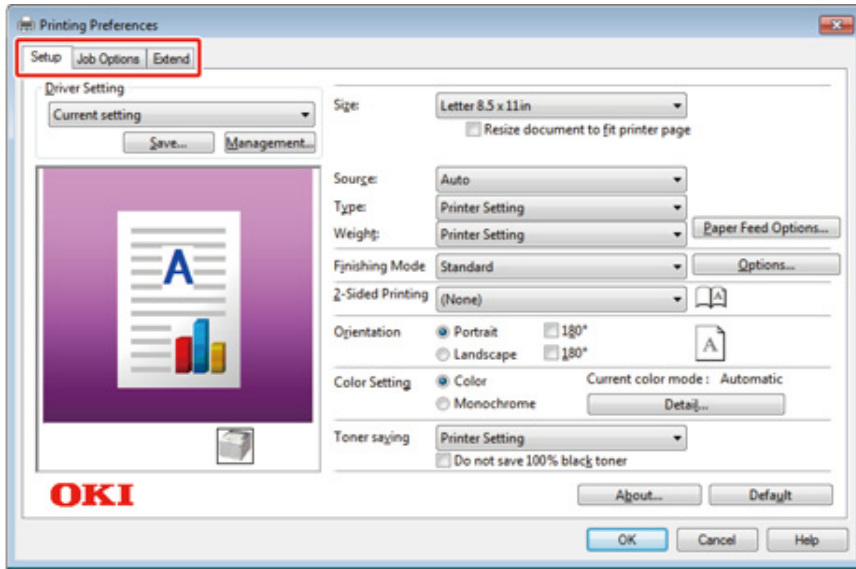 Printing Preferences
Setup Job Options Extend
Driver Setting
Current setting
Save... Management...
A
OKI
Size: Letter 8.5 x 11in
Resize document to fit printer page
Source: Auto
Type: Printer Setting
Weight: Printer Setting Paper Feed Options...
Finishing Mode Standard Options...
2-Sided Printing (None) A
Orientation Portrait 180°
Landscape 180° A
Color Setting Color Current color mode : Automatic
Monochrome Detail...
Toner saving Printer Setting
Do not save 100% black toner
About... Default
OK Cancel Help